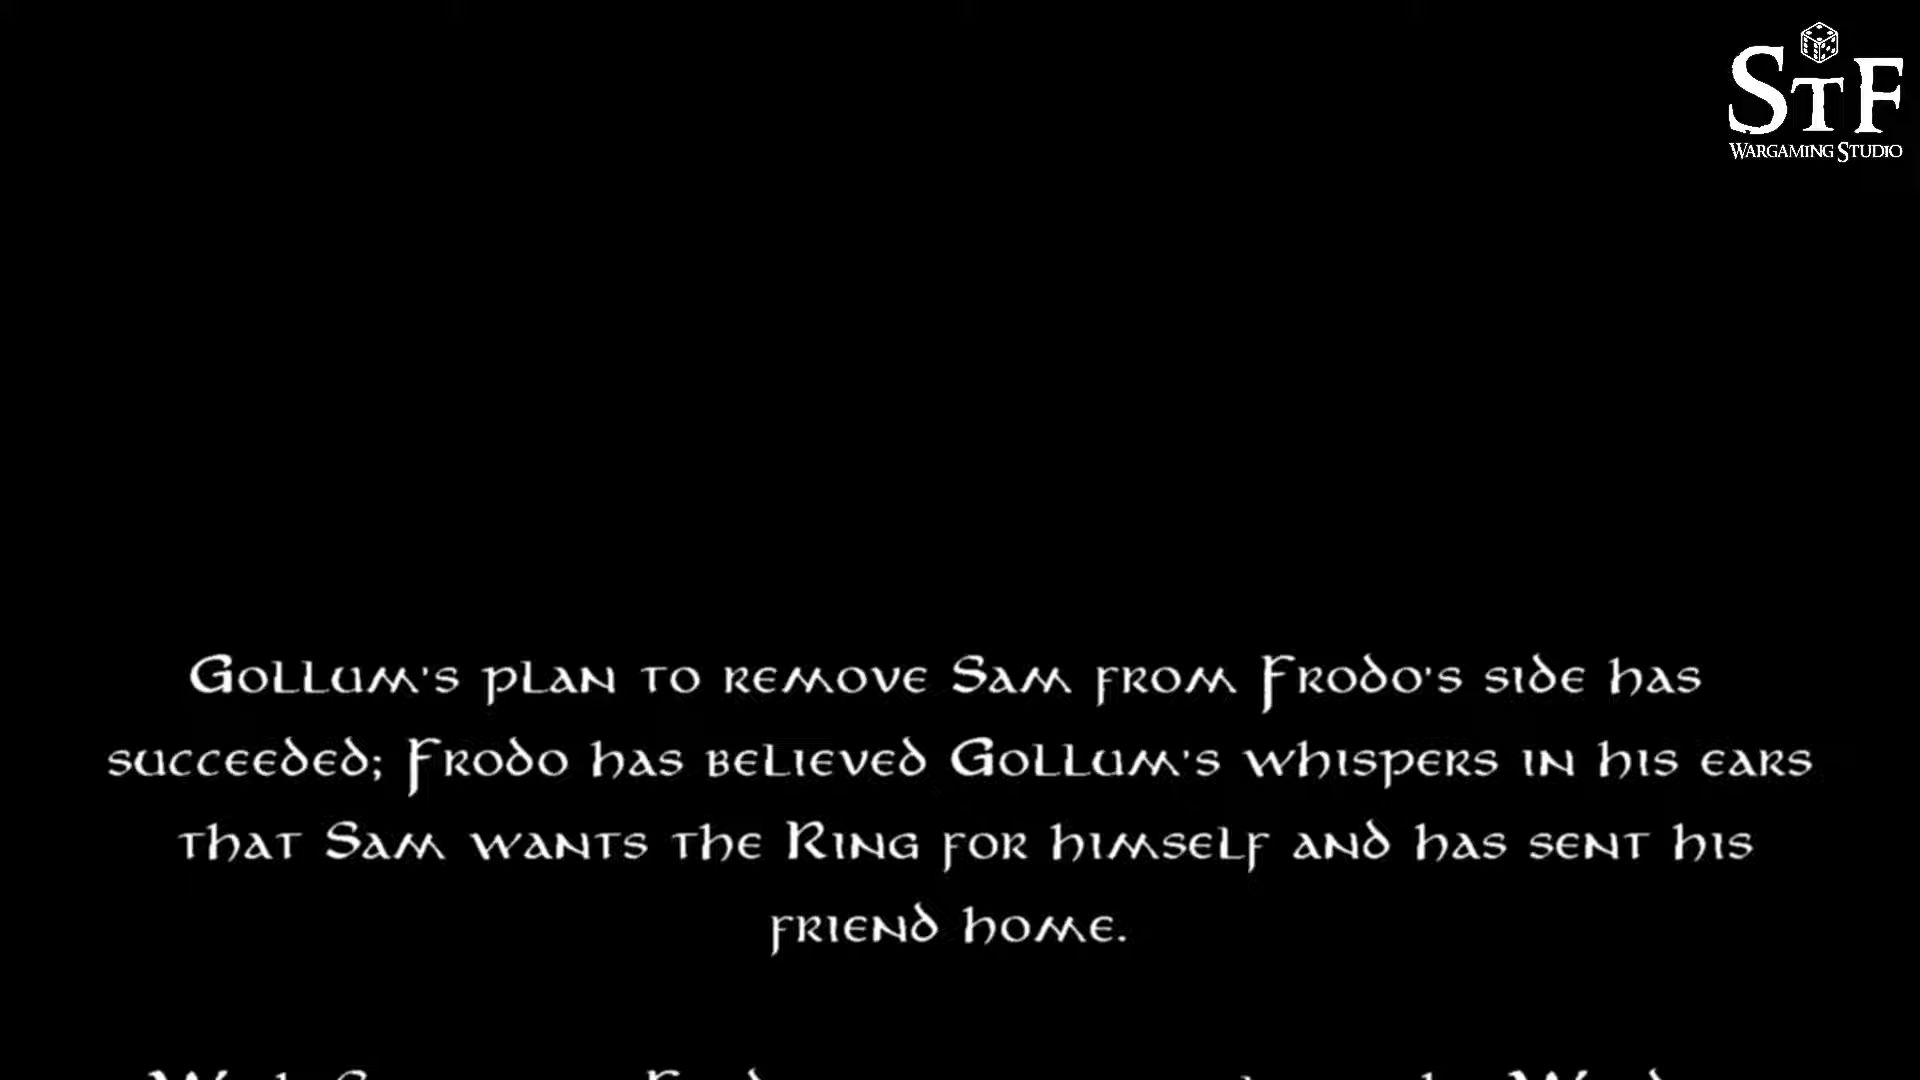 STF
WARGAMING STUDIO
Gollum's plan to remove Sam from Frodo's side has
succeeded; Frodo has believed Gollum's whispers in his ears
that Sam wants the Ring for himself and has sent his
friend home.